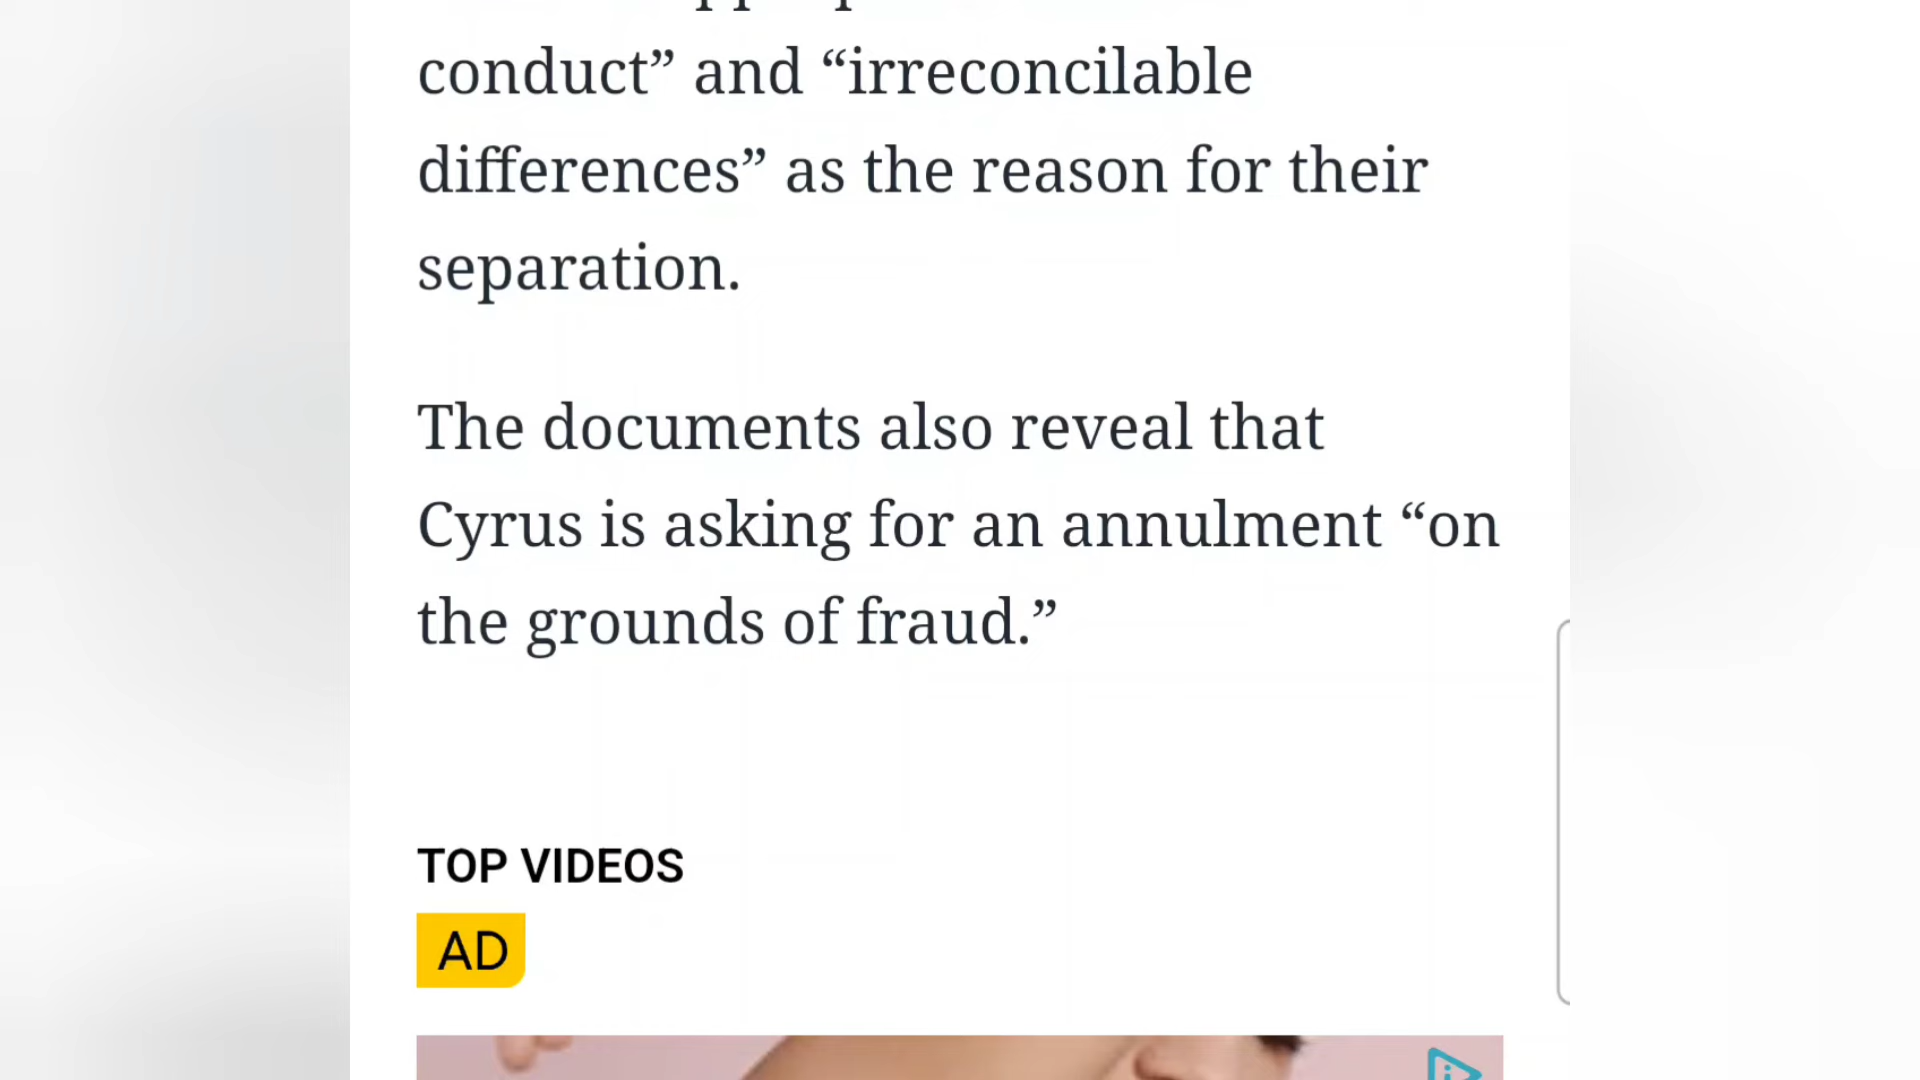 conduct” and “irreconcilable
differences” as the reason for their
separation.
The documents also reveal that
Cyrus is asking for an annulment “on
the grounds of fraud.”
TOP VIDEOS
AD